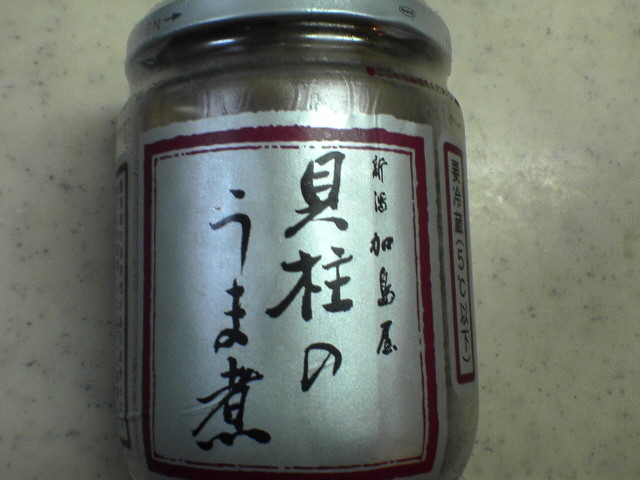 新潟 加島屋
貝柱の
うま煮
要冷蔵(5℃以下)